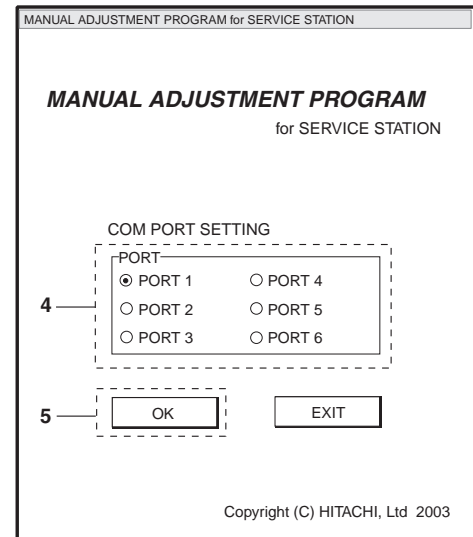 MANUAL ADJUSTMENT PROGRAM for SERVICE STATION
MANUAL ADJUSTMENT PROGRAM
for SERVICE STATION
COM PORT SETTING
PORT
PORT 1 PORT 4
4 PORT 2 PORT 5
PORT 3 PORT 6
5 OK EXIT
Copyright (C) HITACHI, Ltd 2003